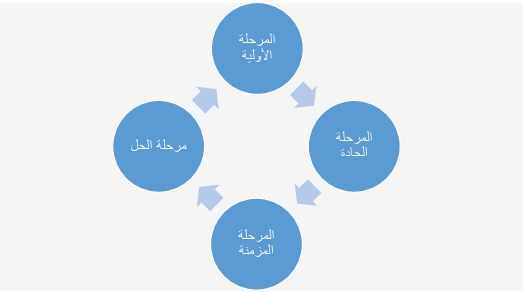 المرحلة
الأولية
المرحلة
الحادة
المرحلة
المزمنة
مرحلة الحل